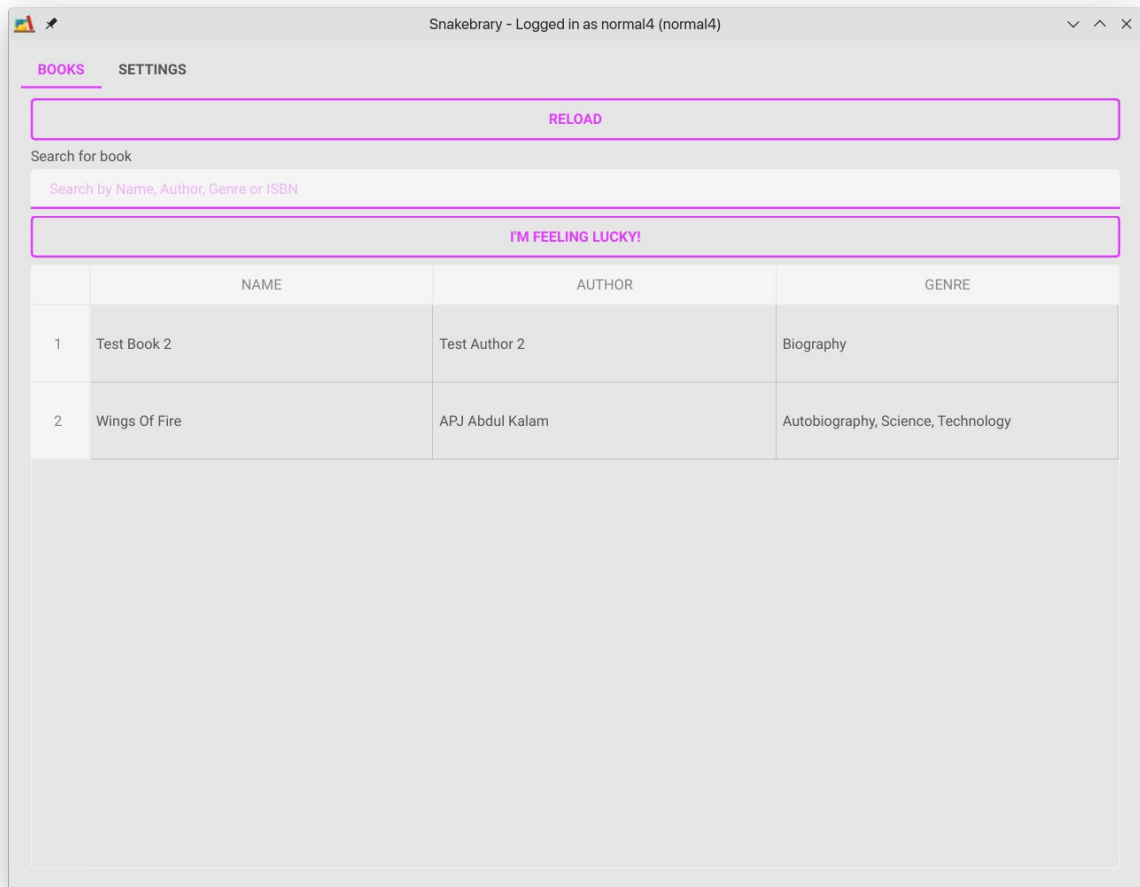 Snakebrary - Logged in as normal4 (normal4)
BOOKS SETTINGS
RELOAD
Search for book
Search by Name, Author, Genre or ISBN
I'M FEELING LUCKY!
NAME AUTHOR GENRE
1 Test Book 2 Test Author 2 Biography
2 Wings Of Fire APJ Abdul Kalam Autobiography, Science, Technology